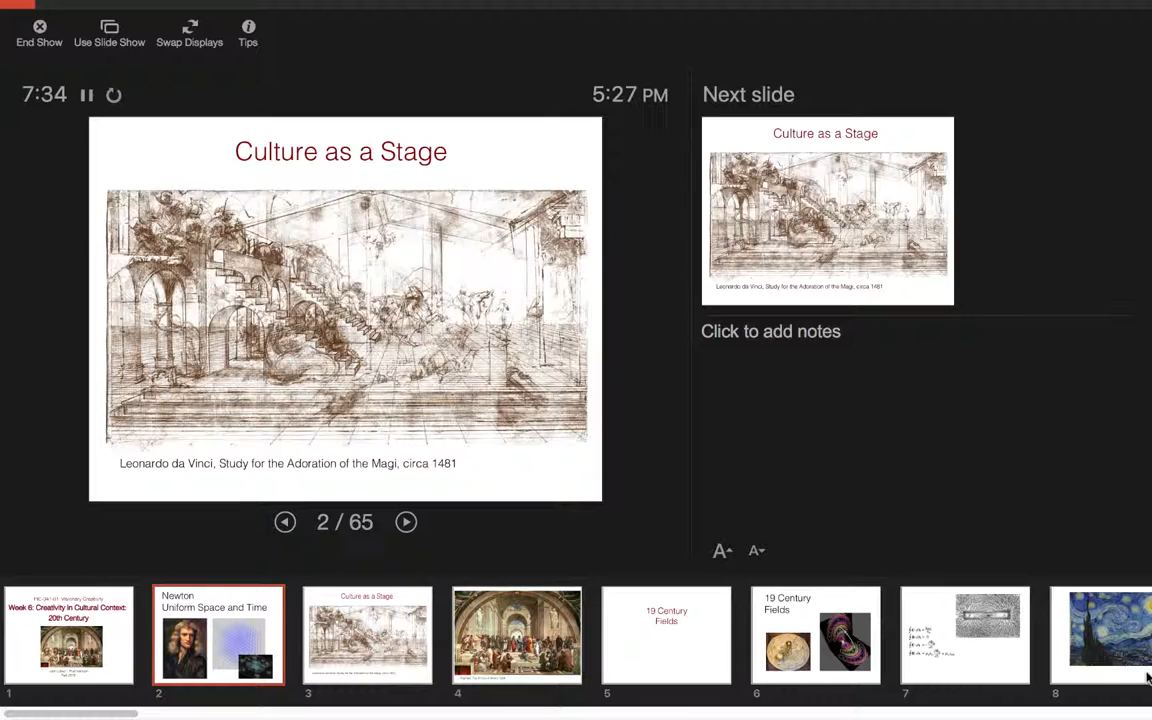 End Show
Use Slide Show
Swap Displays
Tips
7:34
5:27 PM
Next slide
Culture as a Stage
Leonardo da Vinci, Study for the Adoration of the Magi, circa 1481
2 / 65
Culture as a Stage
Leonardo da Vinci, Study for the Adoration of the Magi, circa 1481
Click to add notes
A
A
Week 6: Creativity in Cultural Context:
20th Century
1
Newton
Uniform Space and Time
2
Culture as a Stage
3
4
19 Century
Fields
5
19 Century
Fields
6
7
8